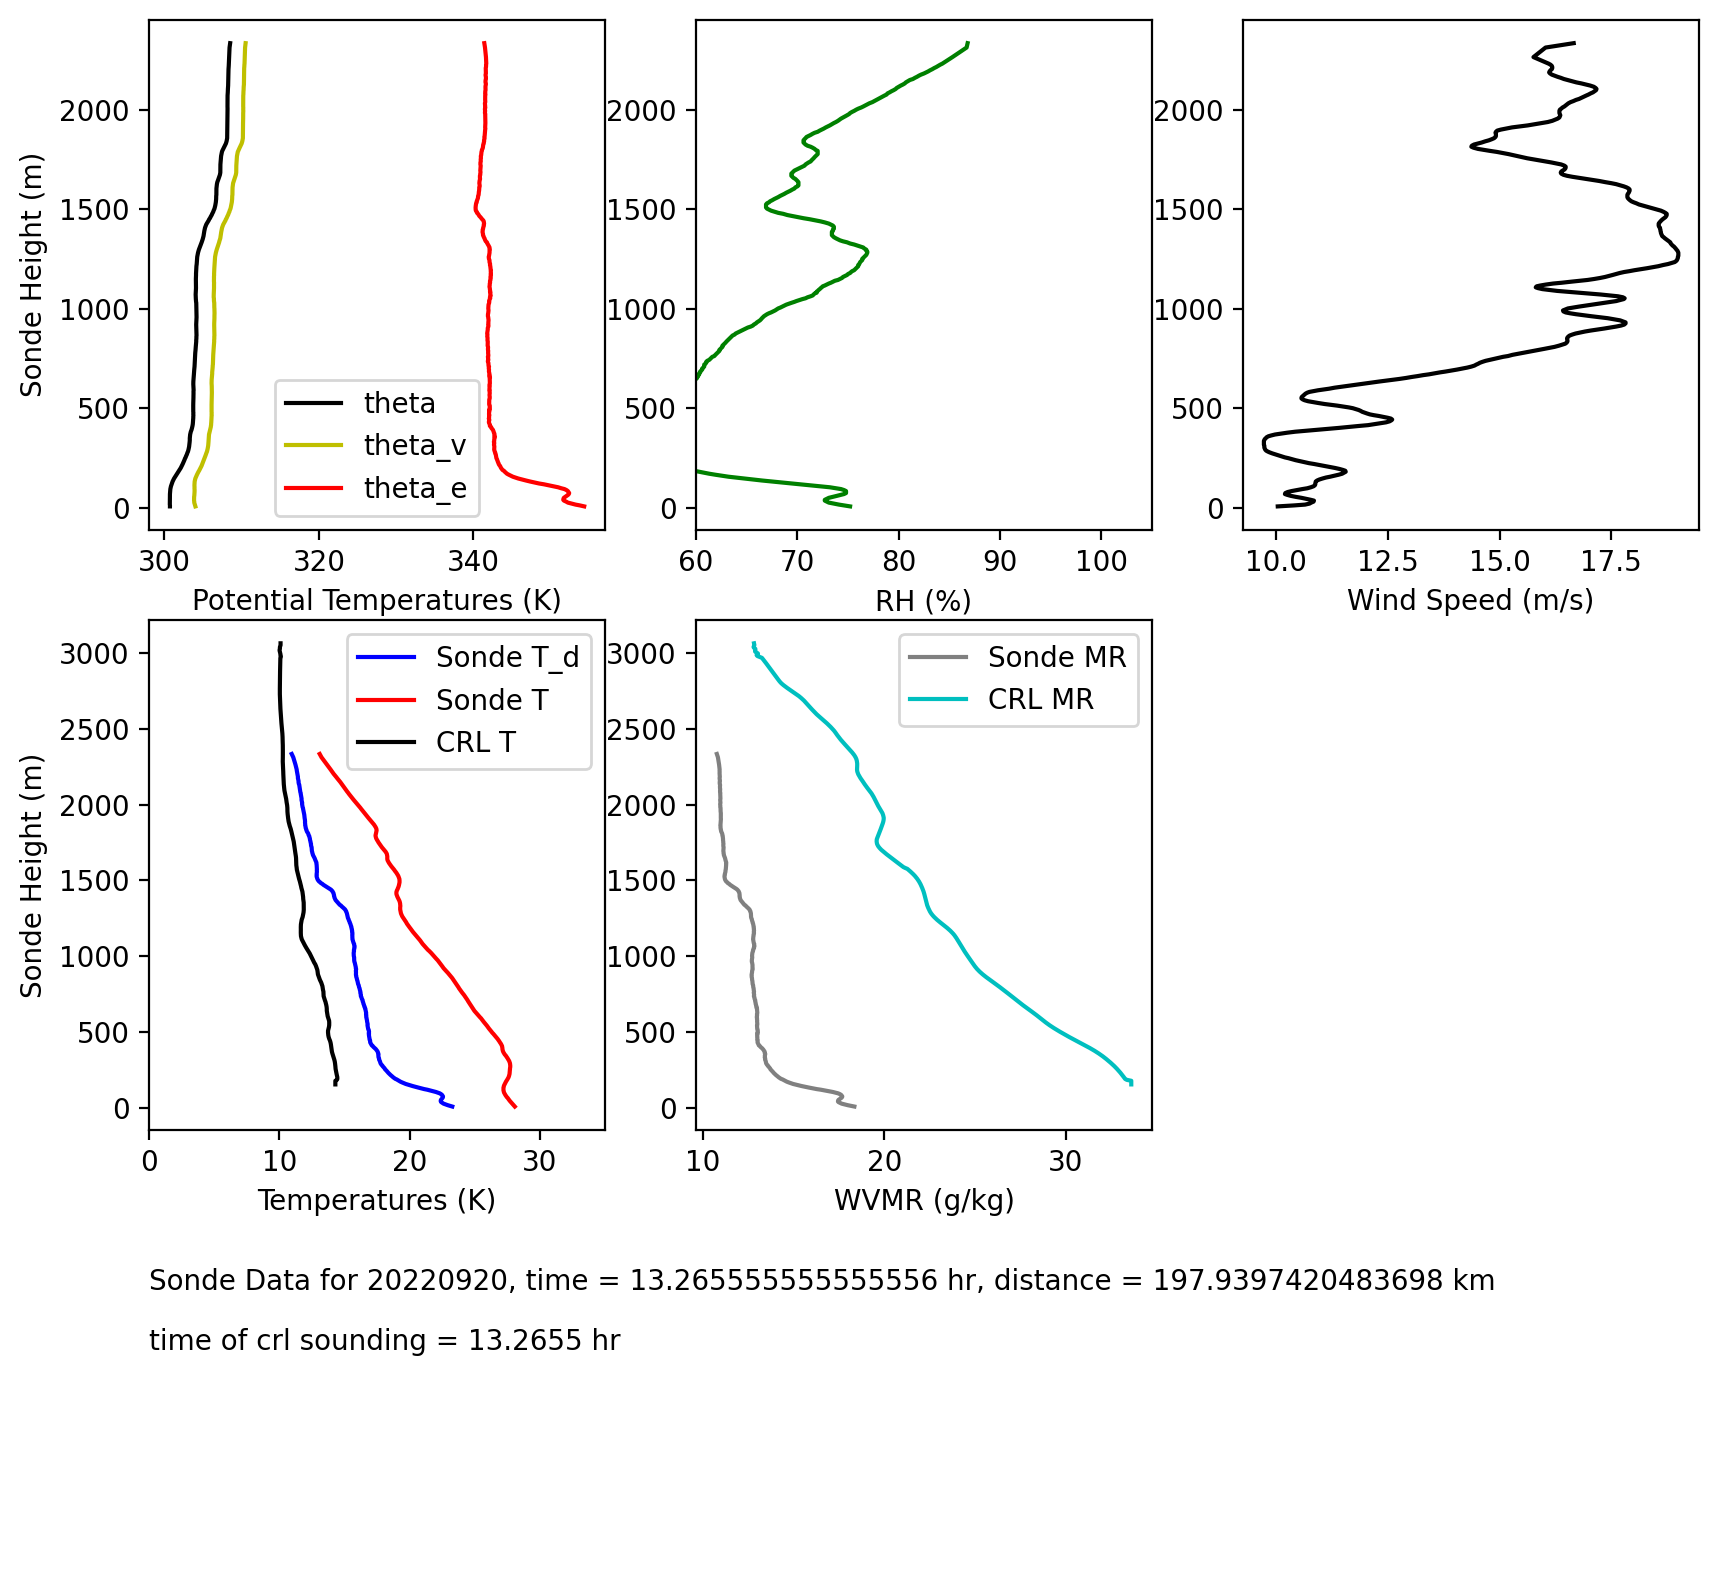 Sonde Height (m)
2000
1500
1000
500
0
theta
theta_v
theta_e
300 320 340
Potential Temperatures (K)
2000
1500
1000
500
0
60 70 80 90 100
RH (%)
2000
1500
1000
500
0
10.0 12.5 15.0 17.5
Wind Speed (m/s)
Sonde Height (m)
3000
2500
2000
1500
1000
500
0
Sonde T_d
Sonde T
CRL T
0 10 20 30
Temperatures (K)
3000
2500
2000
1500
1000
500
0
Sonde MR
CRL MR
10 20 30
WVMR (g/kg)
Sonde Data for 20220920, time = 13.265555555555556 hr, distance = 197.9397420483698 km
time of crl sounding = 13.2655 hr